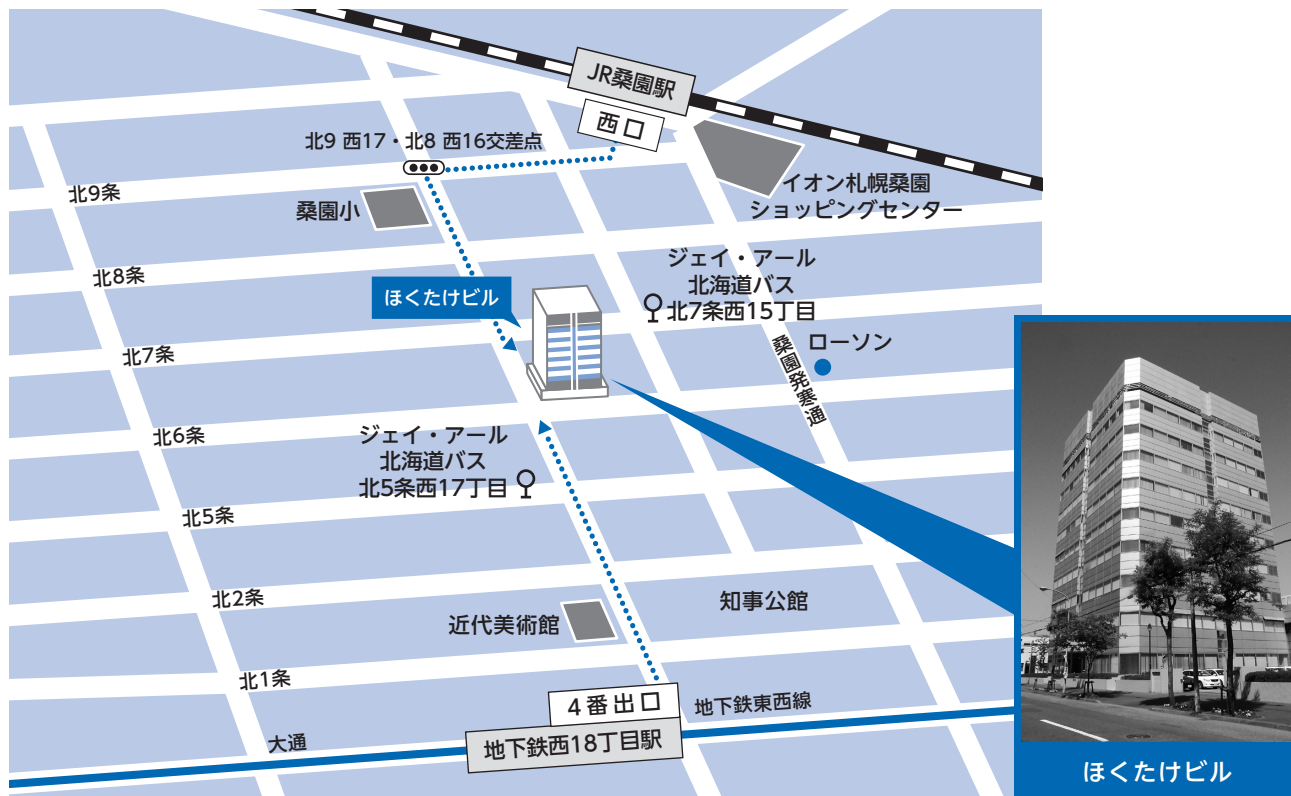 JR桑園駅
西口
北9 西17・北8 西16交差点
北9条
桑園小
イオン札幌桑園
ショッピングセンター
北8条
ジェイ・アール
北海道バス
北7条西15丁目
ほくたけビル
北7条
桑園発寒通
ローソン
北6条
ジェイ・アール
北海道バス
北5条西17丁目
北5条
北2条
近代美術館
知事公館
北1条
4番出口
地下鉄東西線
大通
地下鉄西18丁目駅
ほくたけビル